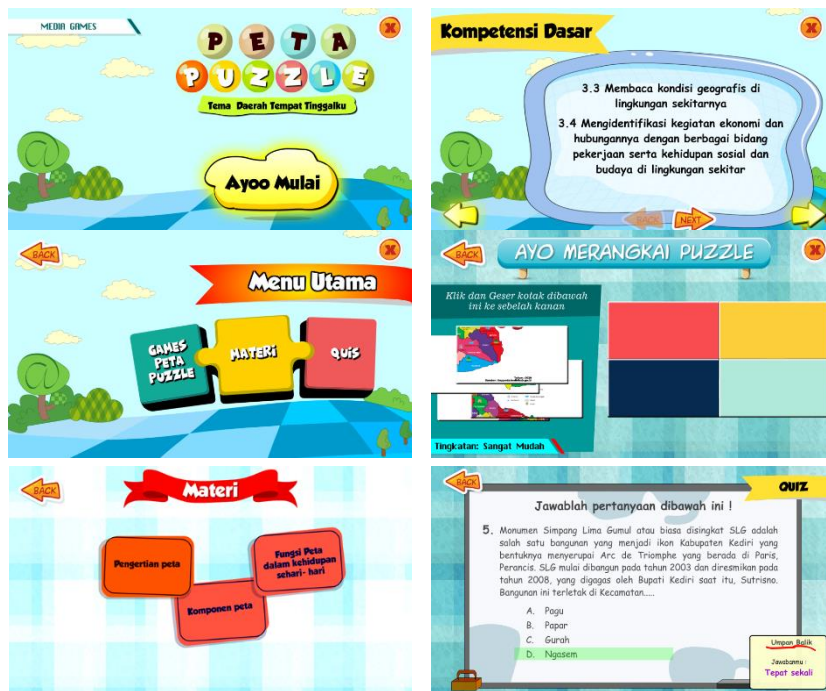 MEDIA GAMES
X
PETA
PUZZLE
Tema Daerah Tempat Tinggalku
Ayoo Mulai
Kompetensi Dasar
X
3.3 Membaca kondisi geografis di
lingkungan sekitarnya
3.4 Mengidentifikasi kegiatan ekonomi dan
hubungannya dengan berbagai bidang
pekerjaan serta kehidupan sosial dan
budaya di lingkungan sekitar
BACK
NEXT
BACK
X
Menu Utama
GAMES
PETA
PUZZLE
MATERI
QUIS
BACK
AYO MERANGKAI PUZZLE
X
Klik dan Geser kotak dibawah
ini ke sebelah kanan
Tingkatan: Sangat Mudah
BACK
Materi
Pengertian peta
Komponen peta
Fungsi Peta
dalam kehidupan
sehari- hari
BACK
QUIZ
Jawablah pertanyaan dibawah ini !
5. Monumen Simpang Lima Gumul atau biasa disingkat SLG adalah
salah satu bangunan yang menjadi ikon Kabupaten Kediri yang
bentuknya menyerupai Arc de Triomphe yang berada di Paris,
Perancis. SLG mulai dibangun pada tahun 2003 dan diresmikan pada
tahun 2008, yang digagas oleh Bupati Kediri saat itu, Sutrisno.
Bangunan ini terletak di Kecamatan.....
A. Pagu
B. Papar
C. Gurah
D. Ngasem
Umpan Balik
Jawabanmu :
Tepat sekali